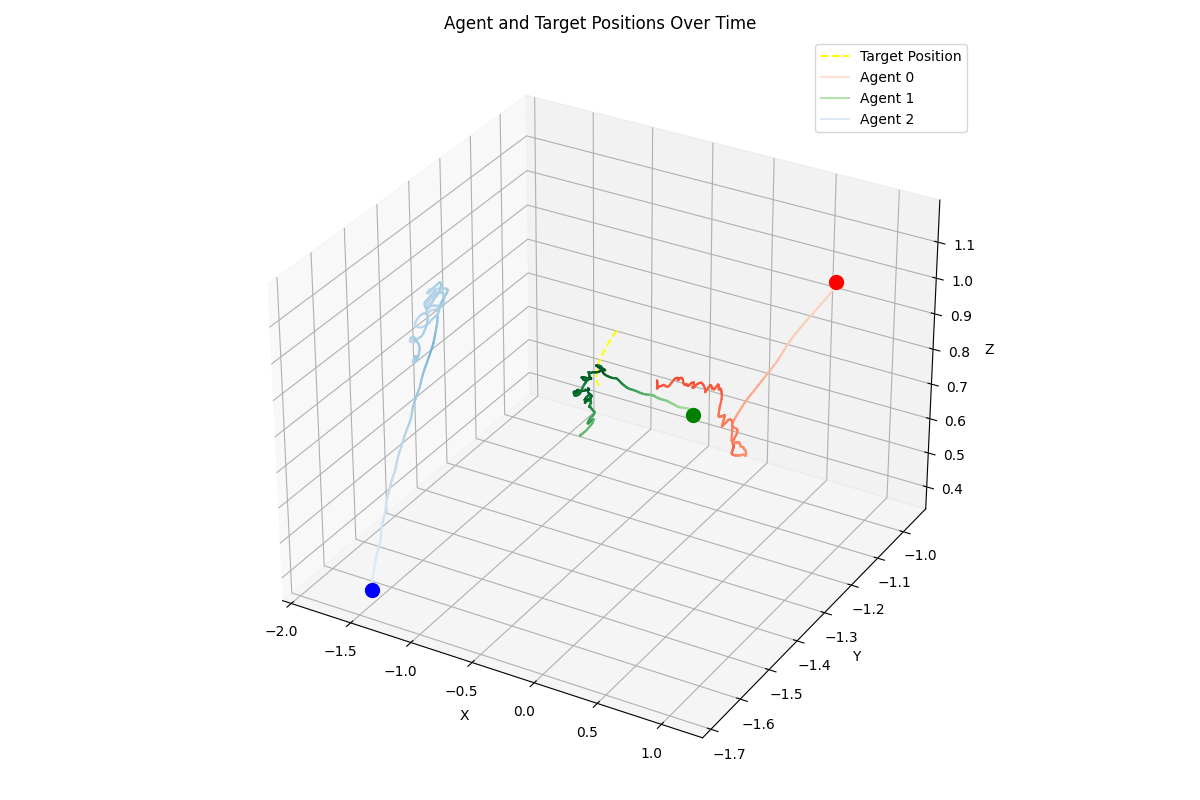 Agent and Target Positions Over Time
Target Position
Agent 0
Agent 1
Agent 2
1.1
1.0
0.9
0.8
0.7
0.6
0.5
0.4
Z
−1.0
−1.1
−1.2
−1.3
−1.4
−1.5
−1.6
−1.7
Y
−2.0
−1.5
−1.0
−0.5
0.0
0.5
1.0
X